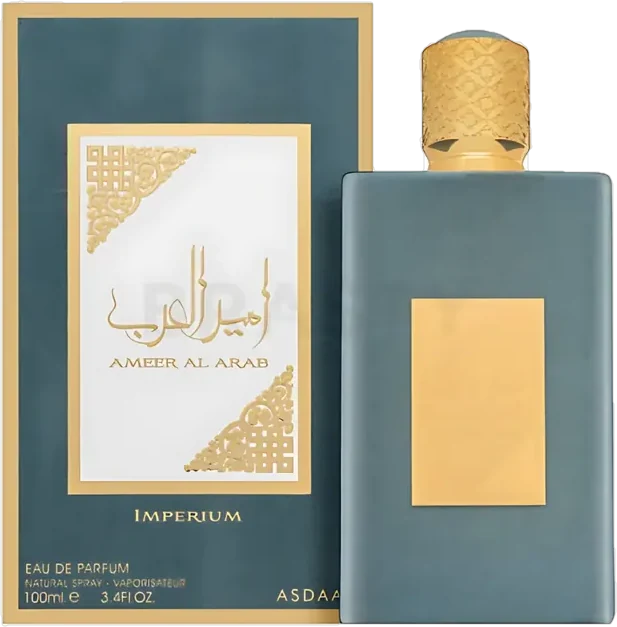 أمير العرب
AMEER AL ARAB
IMPERIUM
EAU DE PARFUM
NATURAL SPRAY - VAPORISATEUR
100ml e 3.4Fl OZ.
ASDAA